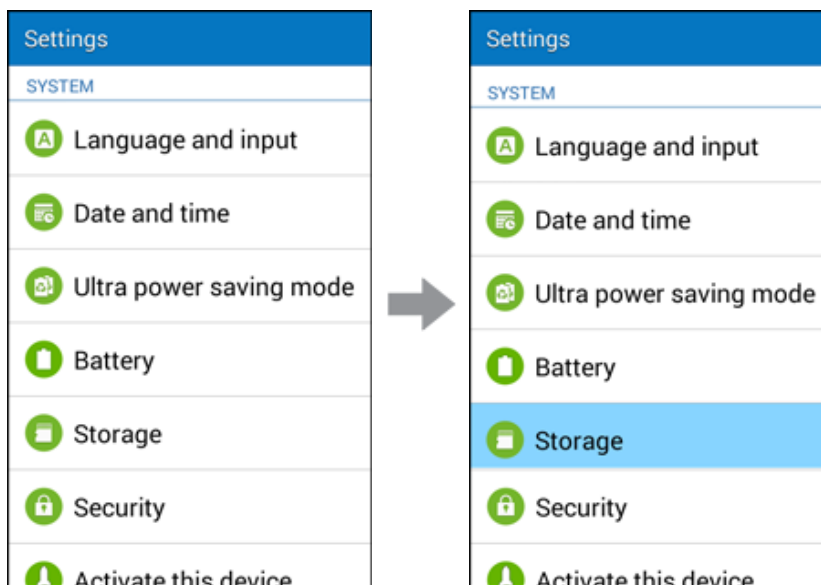 Settings
SYSTEM
Language and input
Date and time
Ultra power saving mode
Battery
Storage
Security
Activate this device
Settings
SYSTEM
Language and input
Date and time
Ultra power saving mode
Battery
Storage
Security
Activate this device